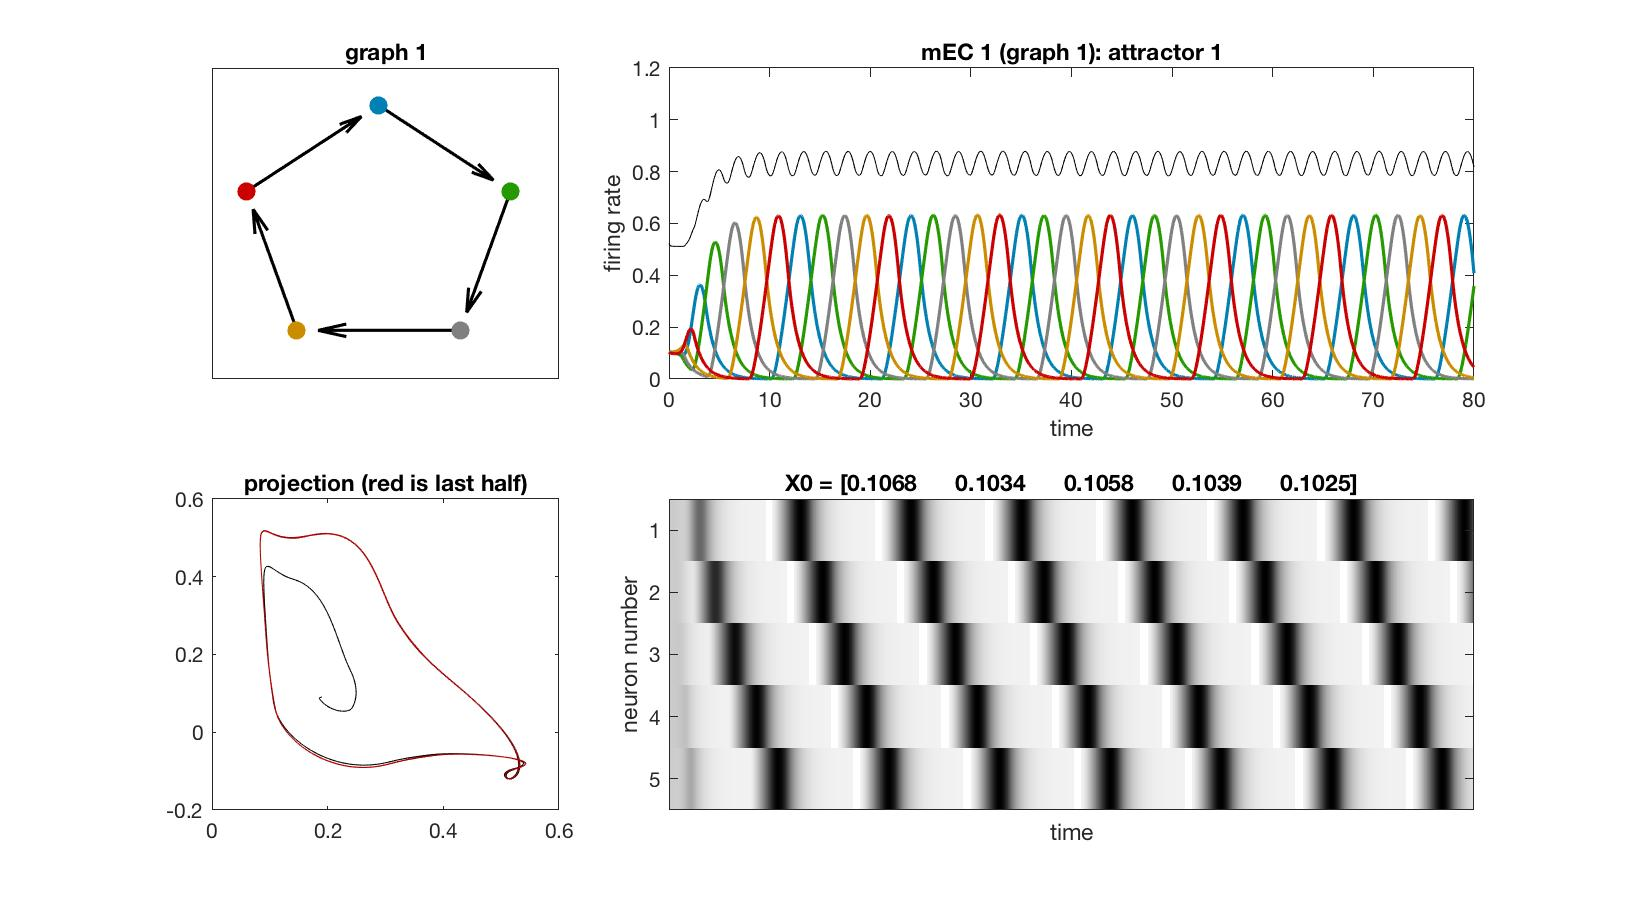 graph 1
mEC 1 (graph 1): attractor 1
1.2
1
0.8
0.6
0.4
0.2
0
firing rate
0 10 20 30 40 50 60 70 80
time
projection (red is last half)
0.6
0.4
0.2
0
-0.2
0 0.2 0.4 0.6
X0 = [0.1068 0.1034 0.1058 0.1039 0.1025]
1
2
3
4
5
neuron number
time